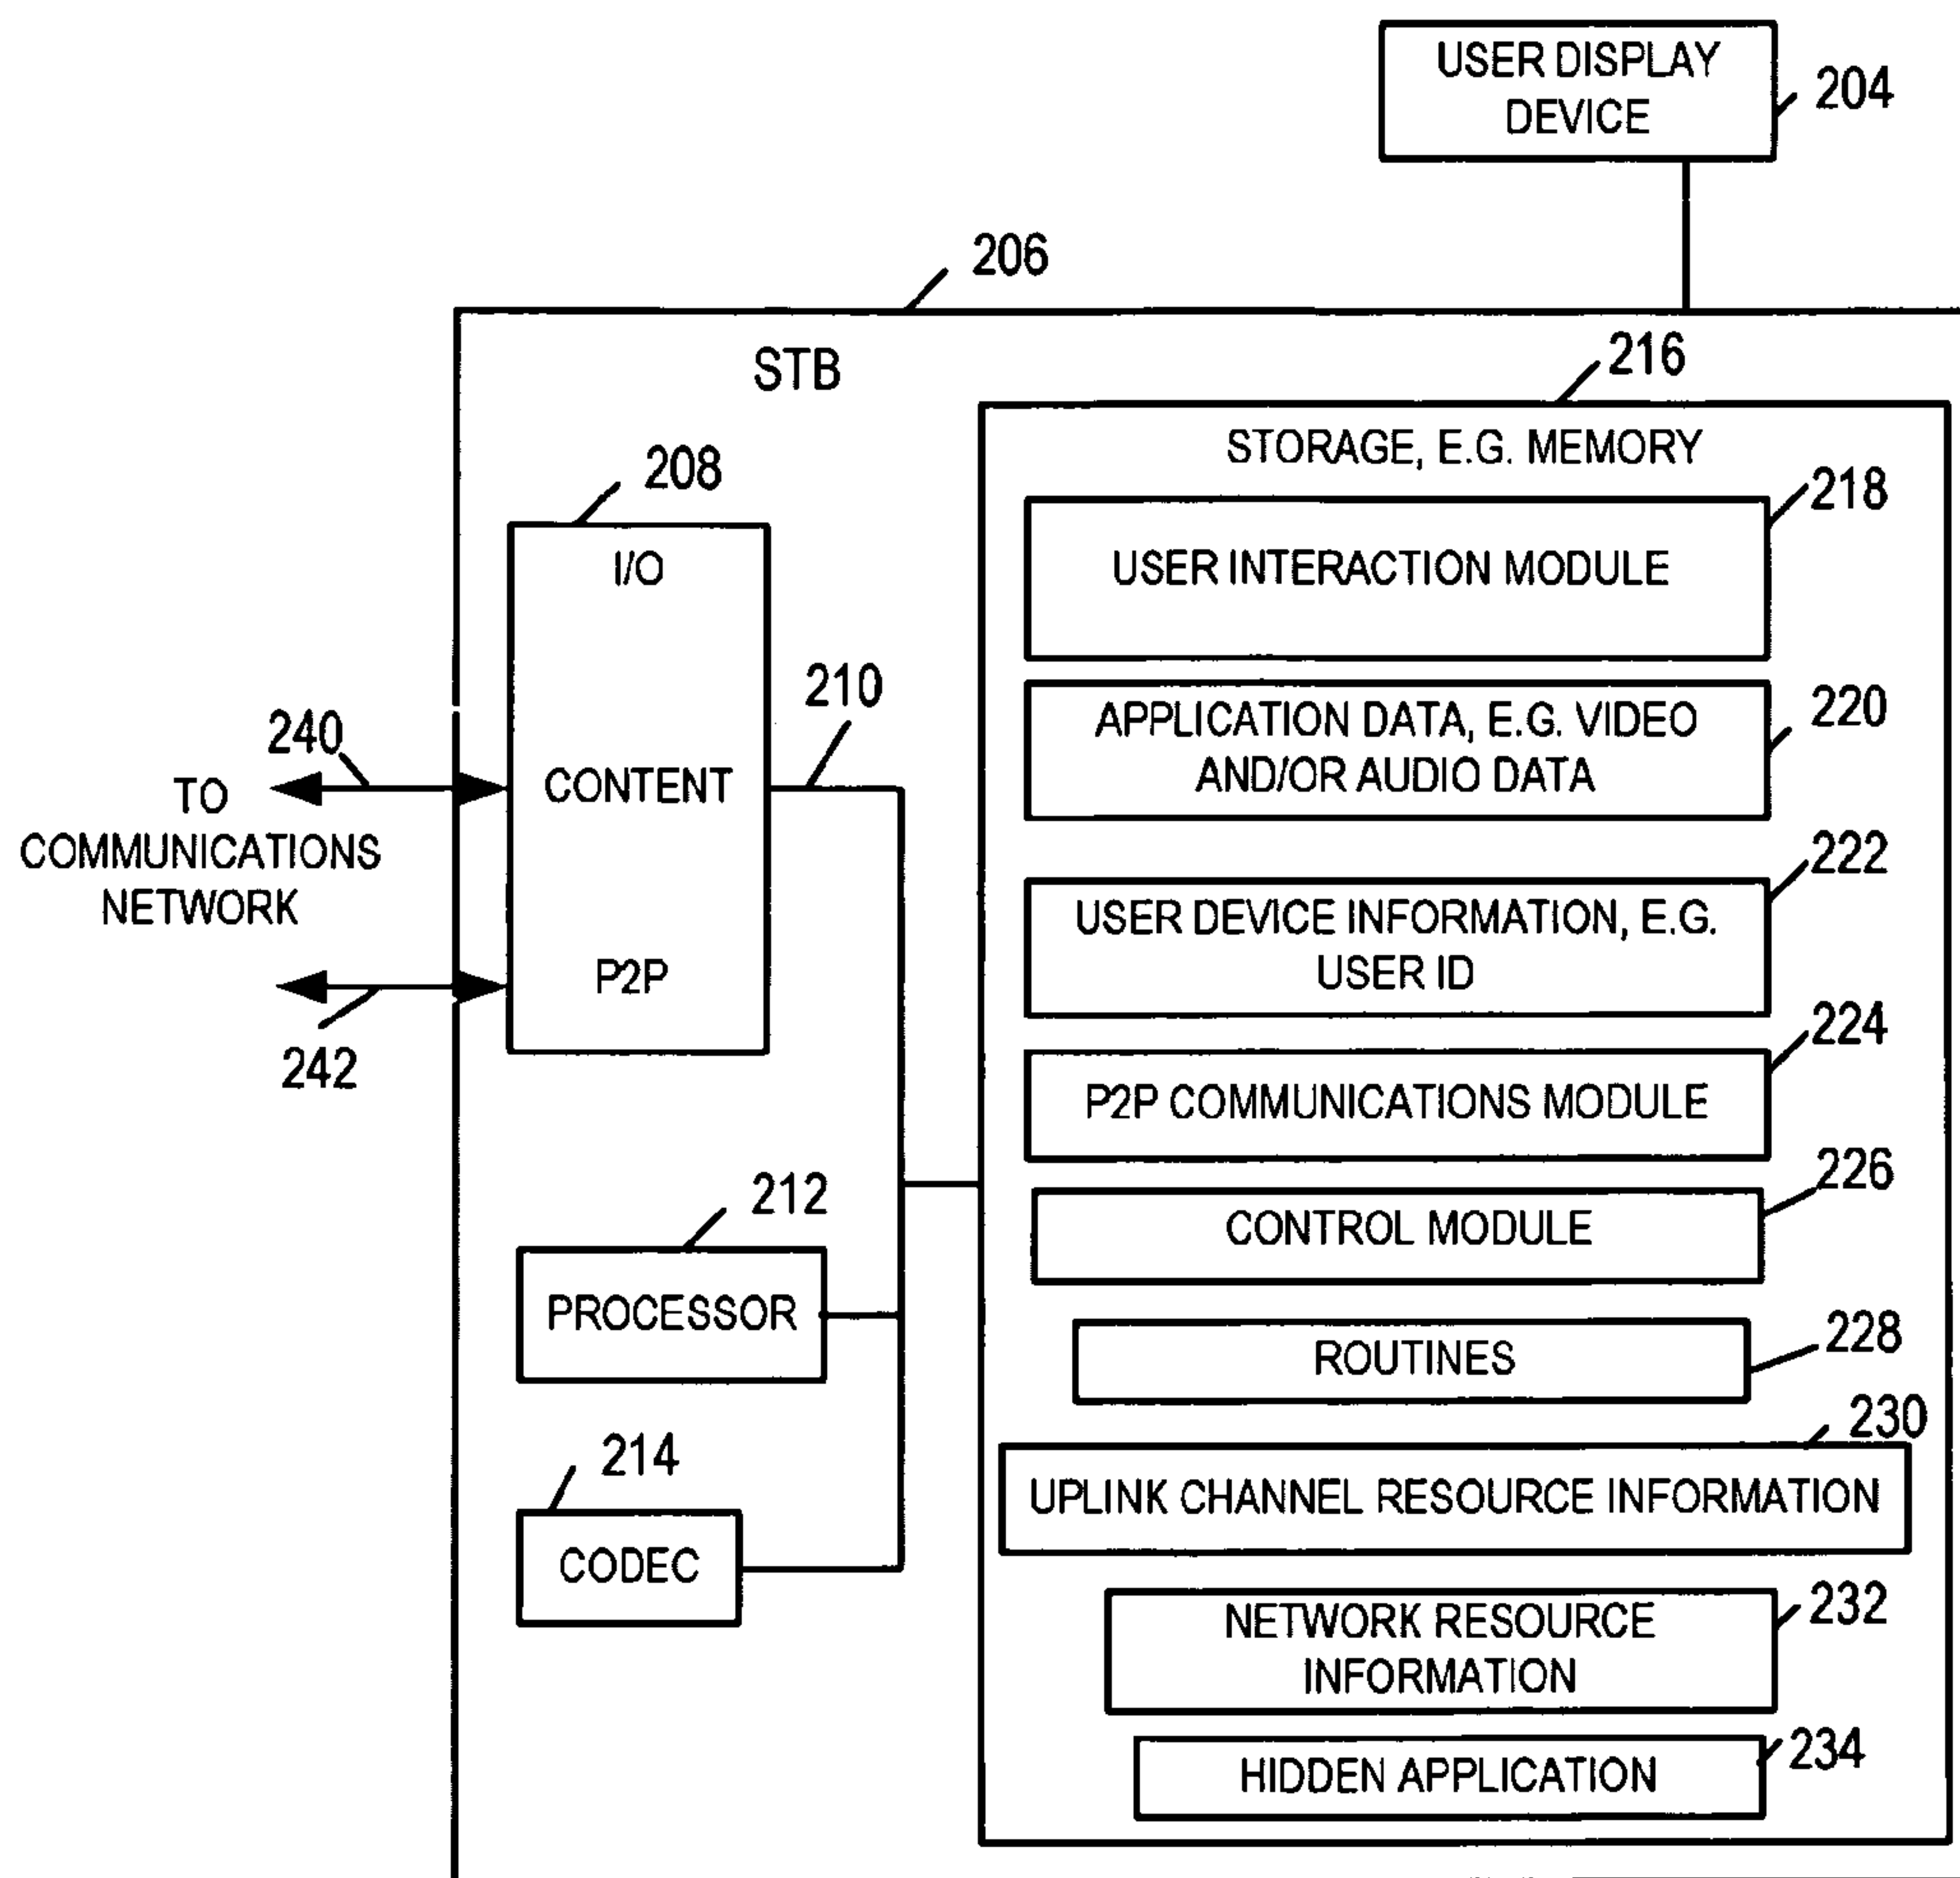 USER DISPLAY
DEVICE
204
206
STB
216
STORAGE, E.G. MEMORY
208
I/O
CONTENT
P2P
210
240
TO
COMMUNICATIONS
NETWORK
242
212
PROCESSOR
214
CODEC
218
USER INTERACTION MODULE
220
APPLICATION DATA, E.G. VIDEO
AND/OR AUDIO DATA
222
USER DEVICE INFORMATION, E.G.
USER ID
224
P2P COMMUNICATIONS MODULE
226
CONTROL MODULE
228
ROUTINES
230
UPLINK CHANNEL RESOURCE INFORMATION
232
NETWORK RESOURCE
INFORMATION
234
HIDDEN APPLICATION